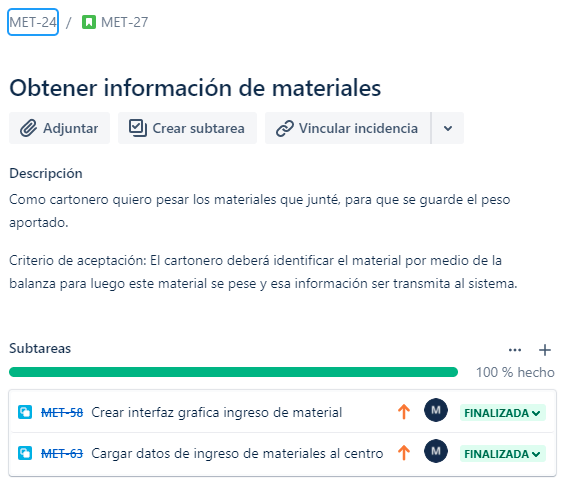 MET-24 / MET-27
Obtener información de materiales
Adjuntar Crear subtarea Vincular incidencia
Descripción
Como cartonero quiero pesar los materiales que junté, para que se guarde el peso
aportado.
Criterio de aceptación: El cartonero deberá identificar el material por medio de la
balanza para luego este material se pese y esa información ser transmita al sistema.
Subtareas
100 % hecho
MET-58 Crear interfaz grafica ingreso de material M FINALIZADA
MET-63 Cargar datos de ingreso de materiales al centro M FINALIZADA